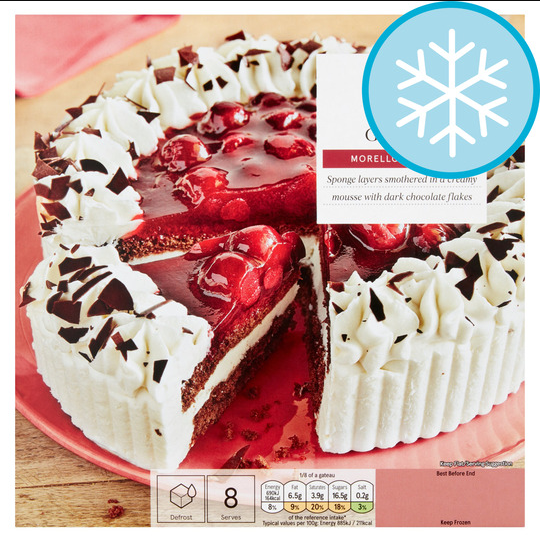 MORELLO
Sponge layers smothered in a creamy
mousse with dark chocolate flakes
Keep Flat/Serving Suggestion
Best Before End
1/8 of a gateau
Energy
690kJ
164kcal
8%
Fat
6.5g
9%
Saturates
3.9g
20%
Sugars
16.5g
18%
Salt
0.2g
3%
of the reference intake*
Typical values per 100g: Energy 885kJ / 211kcal
Defrost
8
Serves
Keep Frozen